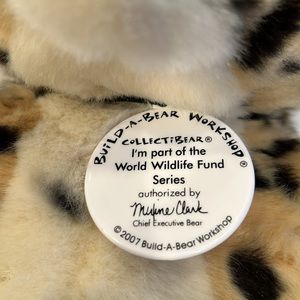 BUILD-A-BEAR WORKSHOP®
COLLECTIBEAR®
I'm part of the
World Wildlife Fund
Series
authorized by
Maxine Clark
Chief Executive Bear
© 2007 Build-A-Bear Workshop